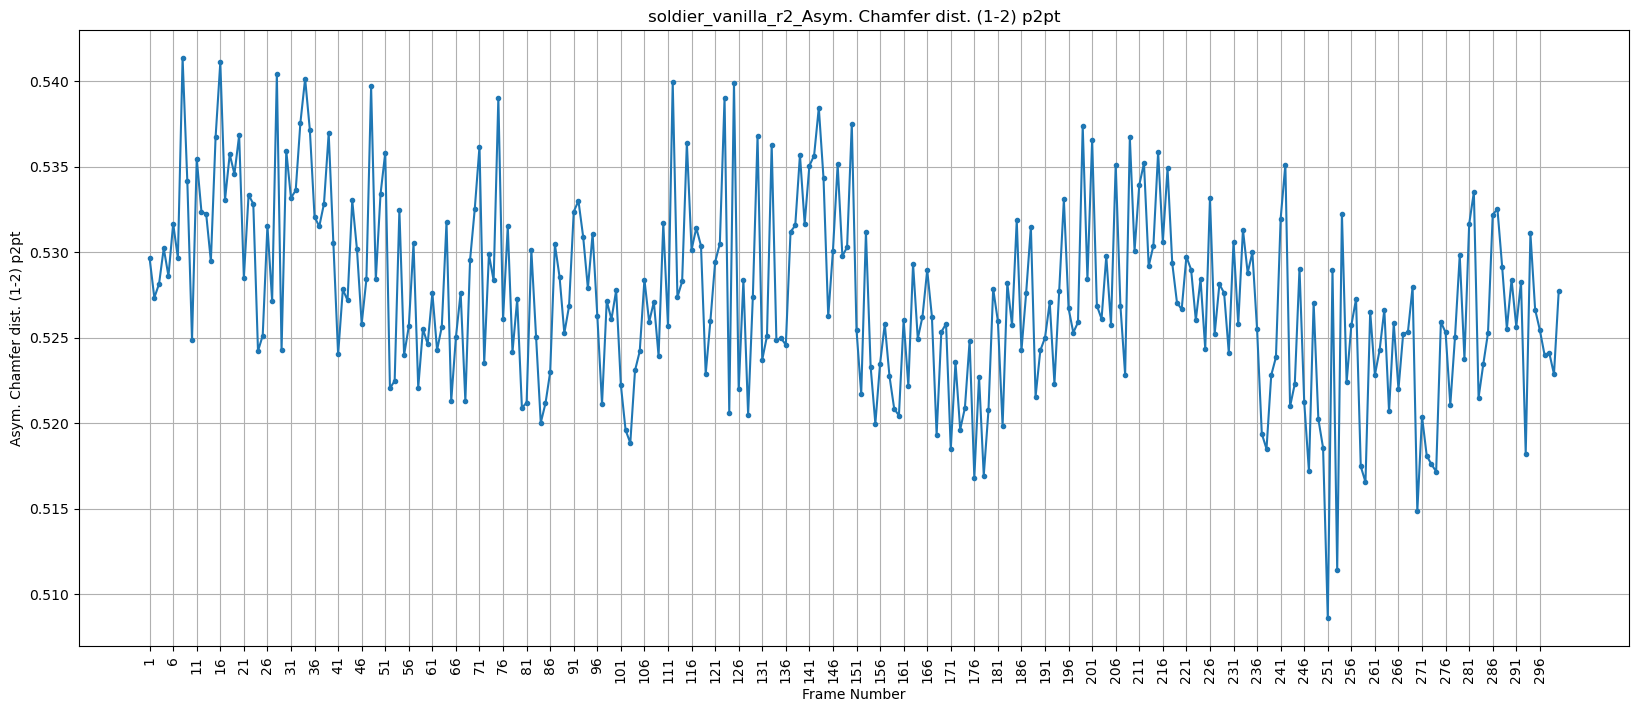 soldier_vanilla_r2_Asym. Chamfer dist. (1-2) p2pt
Asym. Chamfer dist. (1-2) p2pt
0.540
0.535
0.530
0.525
0.520
0.515
0.510
1 6 11 16 21 26 31 36 41 46 51 56 61 66 71 76 81 86 91 96 101 106 111 116 121 126 131 136 141 146 151 156 161 166 171 176 181 186 191 196 201 206 211 216 221 226 231 236 241 246 251 256 261 266 271 276 281 286 291 296
Frame Number